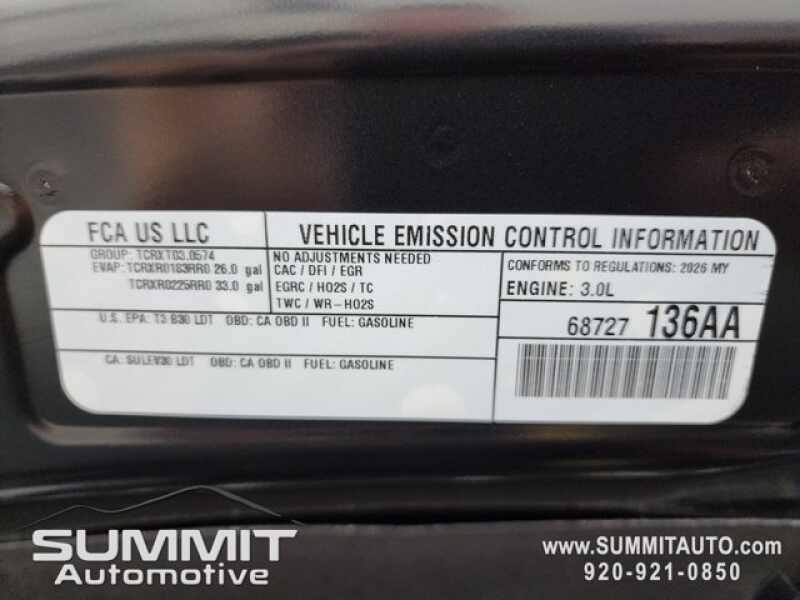 FCA US LLC
GROUP: TCRXT03.0574
EVAP: TCRXR0183RR0 26.0 gal
TCRXR0225RR0 33.0 gal
VEHICLE EMISSION CONTROL INFORMATION
NO ADJUSTMENTS NEEDED
CAC / DFI / EGR
EGRC / HO2S / TC
TWC / WR-HO2S
CONFORMS TO REGULATIONS: 2026 MY
ENGINE: 3.0L
U.S. EPA: T3 B30 LDT OBD: CA OBD II FUEL: GASOLINE
CA: SULEV30 LDT OBD: CA OBD II FUEL: GASOLINE
68727 136AA
SUMMIT
Automotive
www.SUMMITAUTO.com
920-921-0850